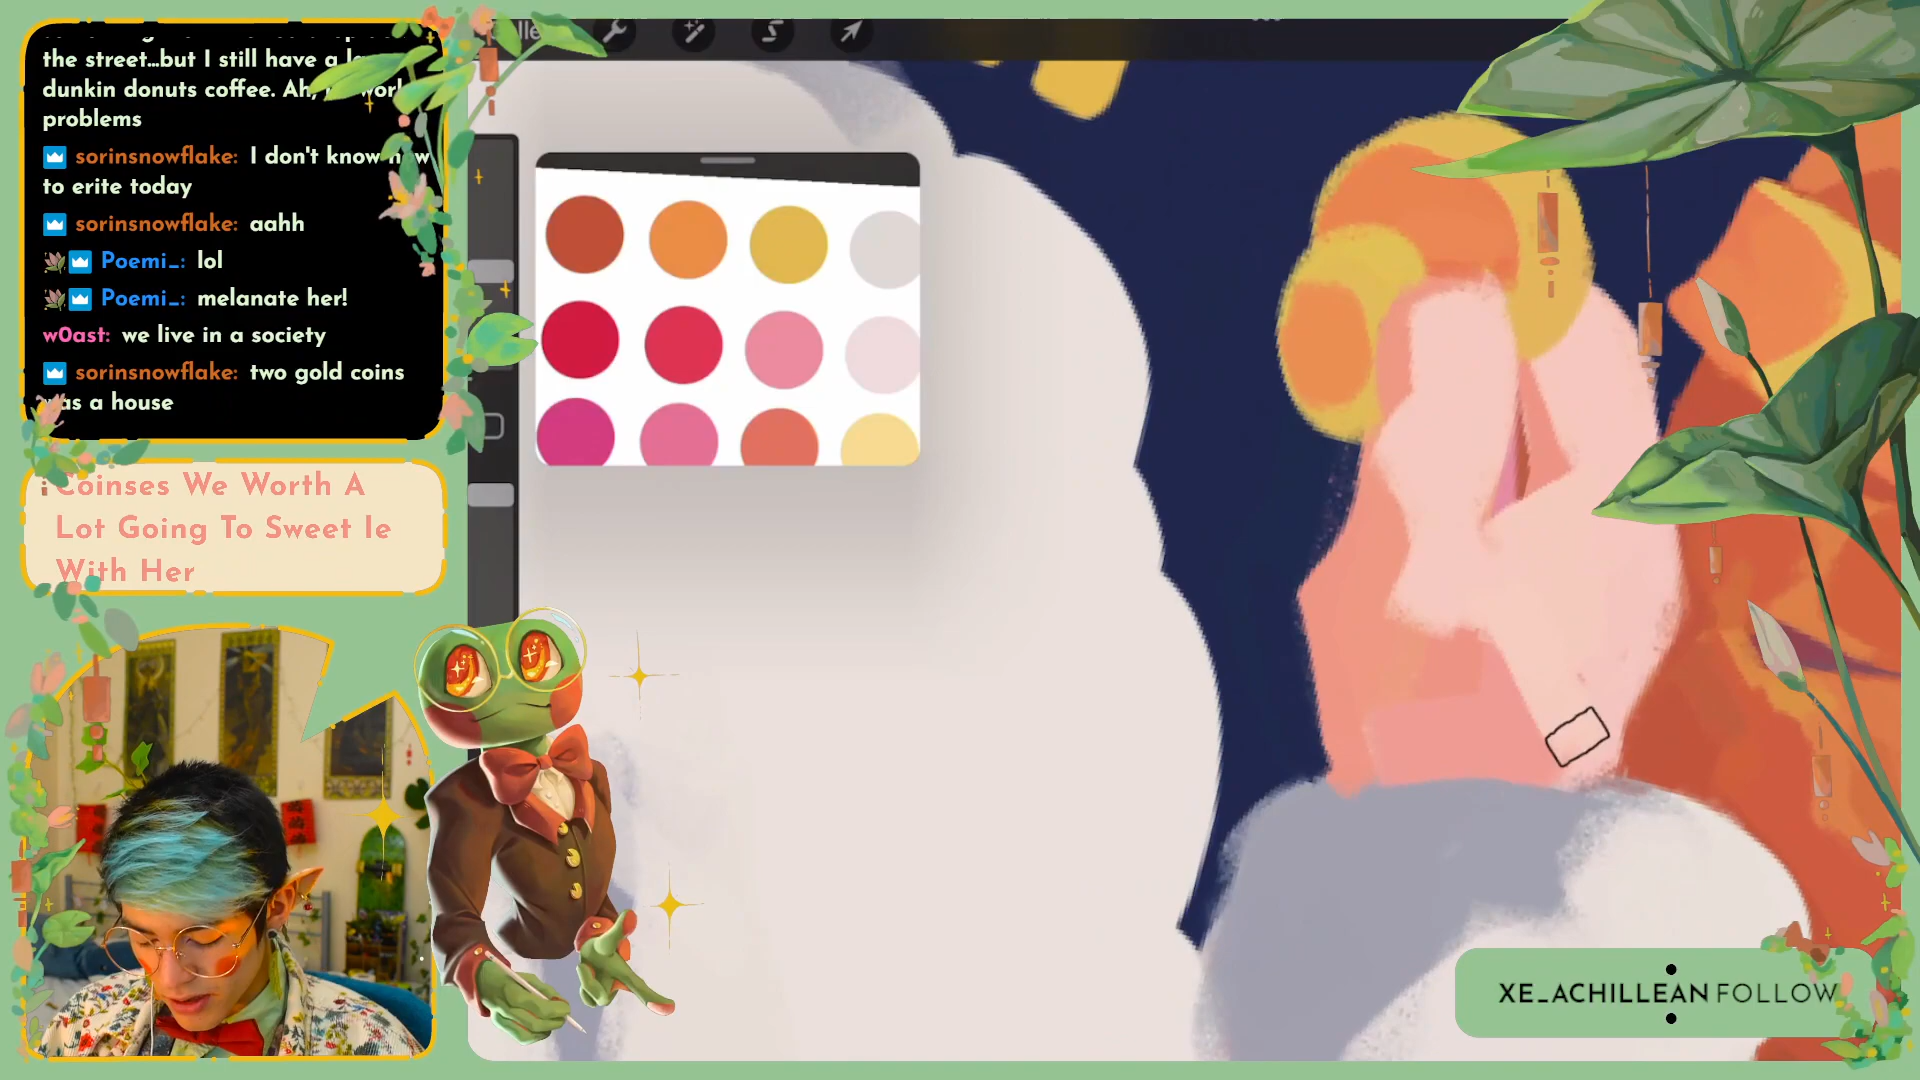 the street...but I still have a
dunkin donuts coffee. Ah,
problems
sorinsnowflake: I don't know how
to erite today
sorinsnowflake: aahh
Poemi_: lol
Poemi_: melanate her!
w0ast: we live in a society
sorinsnowflake: two gold coins
was a house
Coinses We Worth A
Lot Going To Sweet Ie
With Her
XE_ACHILLEAN FOLLOW